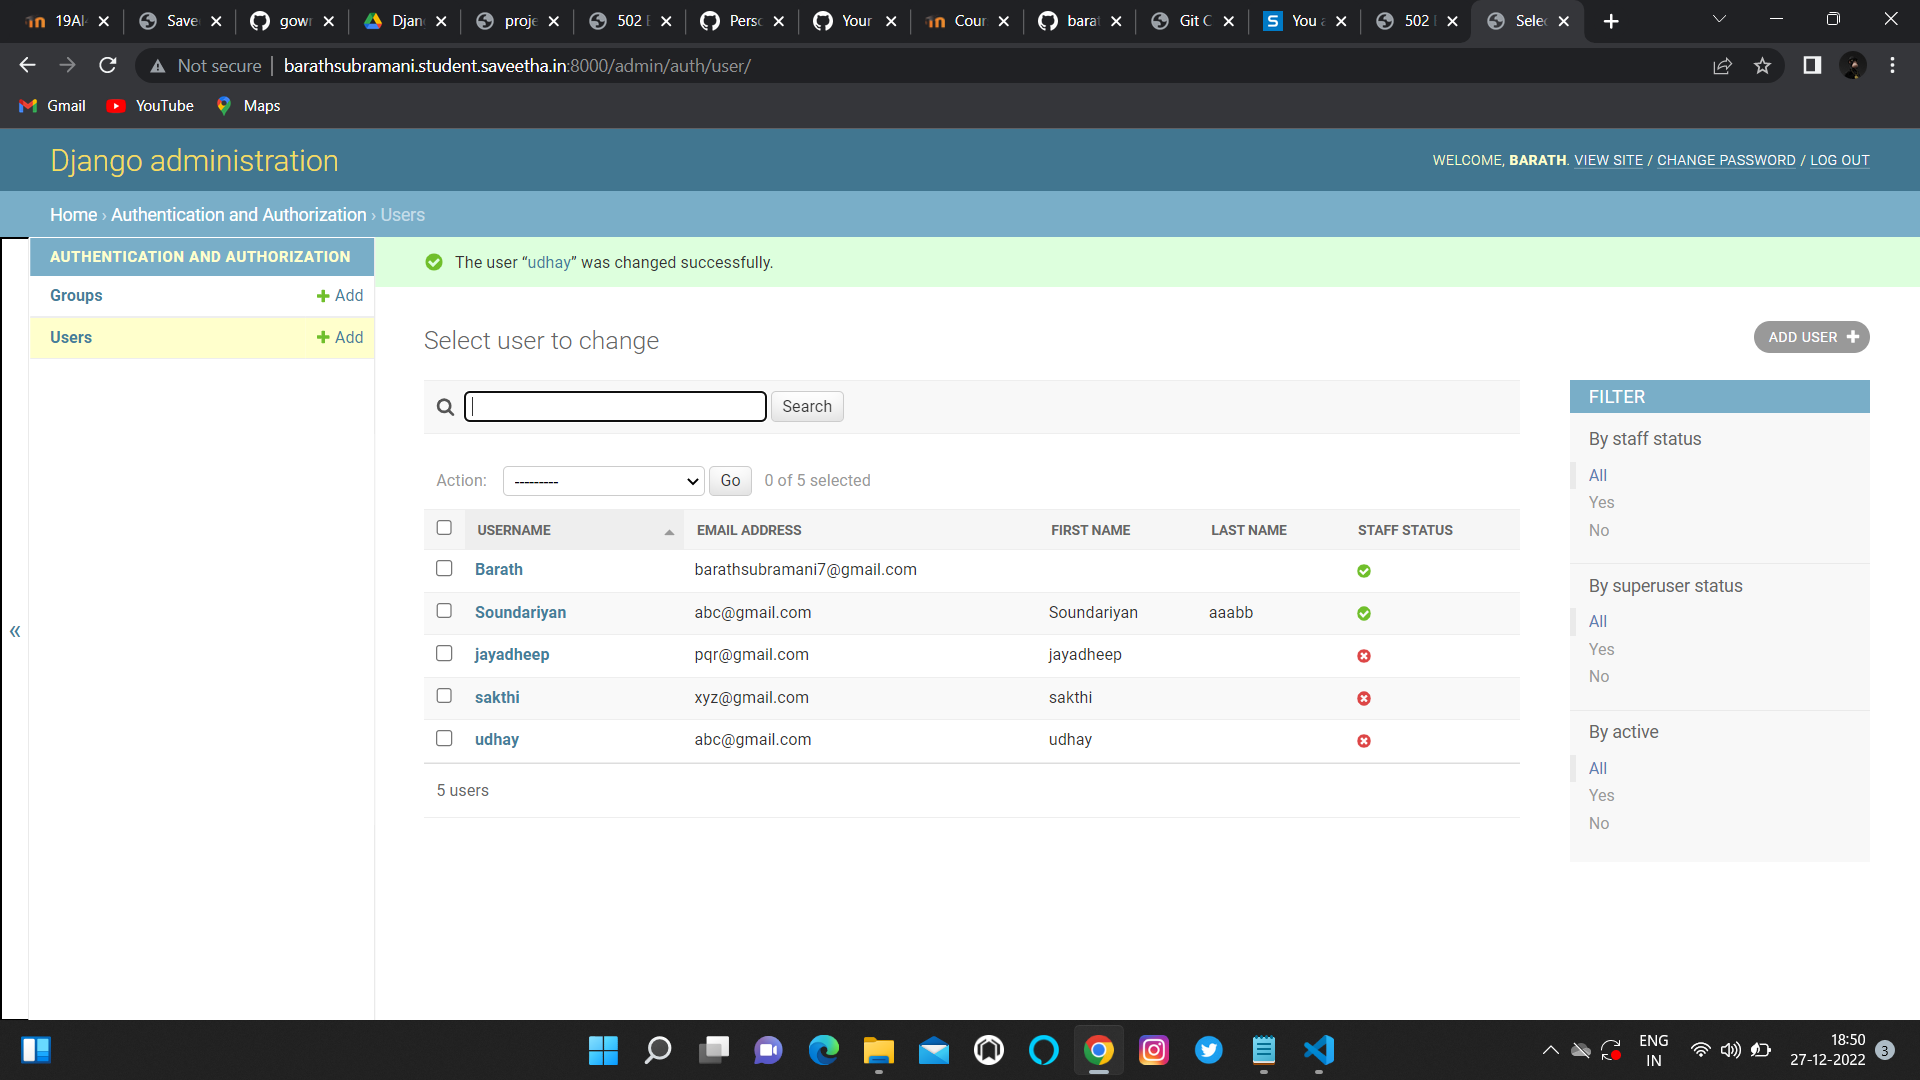 19AI
Save
gowr
Djan
proje
502 E
Perso
Your
Cour
barat
Git C
You a
502
Selec
Not secure | barathsubramani.student.saveetha.in:8000/admin/auth/user/
Gmail YouTube Maps
Django administration
WELCOME, BARATH. VIEW SITE / CHANGE PASSWORD / LOG OUT
Home › Authentication and Authorization › Users
AUTHENTICATION AND AUTHORIZATION
Groups + Add
Users + Add
«
The user “udhay” was changed successfully.
Select user to change
ADD USER +
Search
Action: --------- Go 0 of 5 selected
USERNAME EMAIL ADDRESS FIRST NAME LAST NAME STAFF STATUS
Barath barathsubramani7@gmail.com
Soundariyan abc@gmail.com Soundariyan aaabb
jayadheep pqr@gmail.com jayadheep
sakthi xyz@gmail.com sakthi
udhay abc@gmail.com udhay
5 users
FILTER
By staff status
All
Yes
No
By superuser status
All
Yes
No
By active
All
Yes
No
ENG
IN
18:50
27-12-2022
3